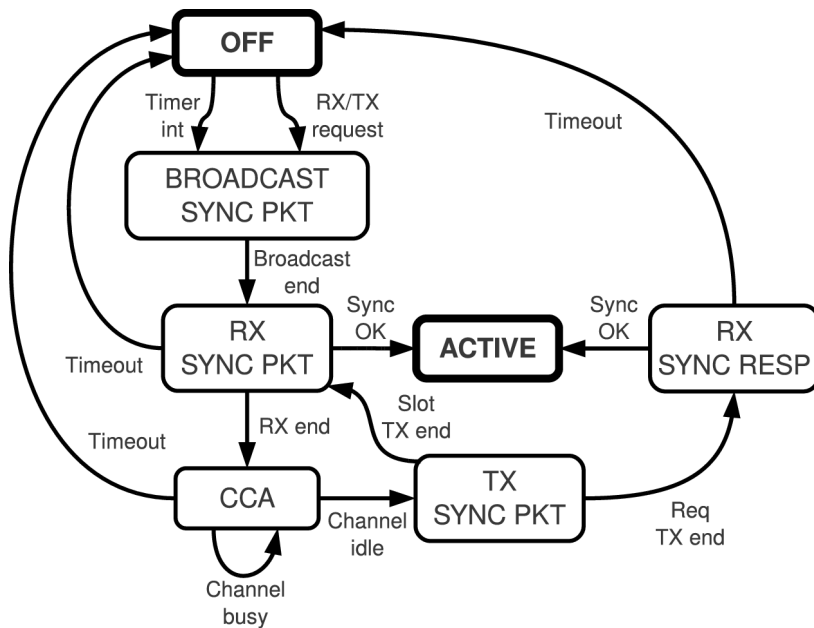 OFF
Timer
int
RX/TX
request
Timeout
BROADCAST
SYNC PKT
Broadcast
end
RX
SYNC PKT
Sync
OK
ACTIVE
Sync
OK
RX
SYNC RESP
Timeout
Slot
TX end
RX end
Timeout
CCA
Channel
idle
TX
SYNC PKT
Req
TX end
Channel
busy